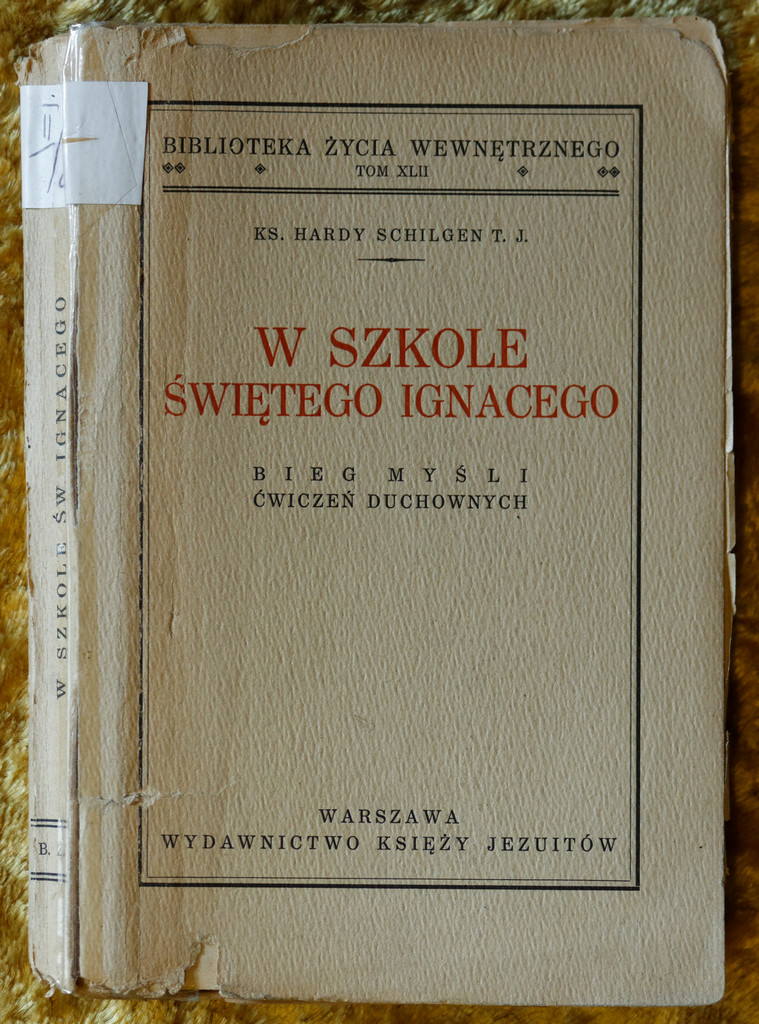 BIBLIOTEKA ŻYCIA WEWNĘTRZNEGO
TOM XLII
KS. HARDY SCHILGEN T. J.
W SZKOLE
ŚWIĘTEGO IGNACEGO
BIEG MYŚLI
ĆWICZEŃ DUCHOWNYCH
WARSZAWA
WYDAWNICTWO KSIĘŻY JEZUITÓW
W SZKOLE ŚW IGNACEGO
B.